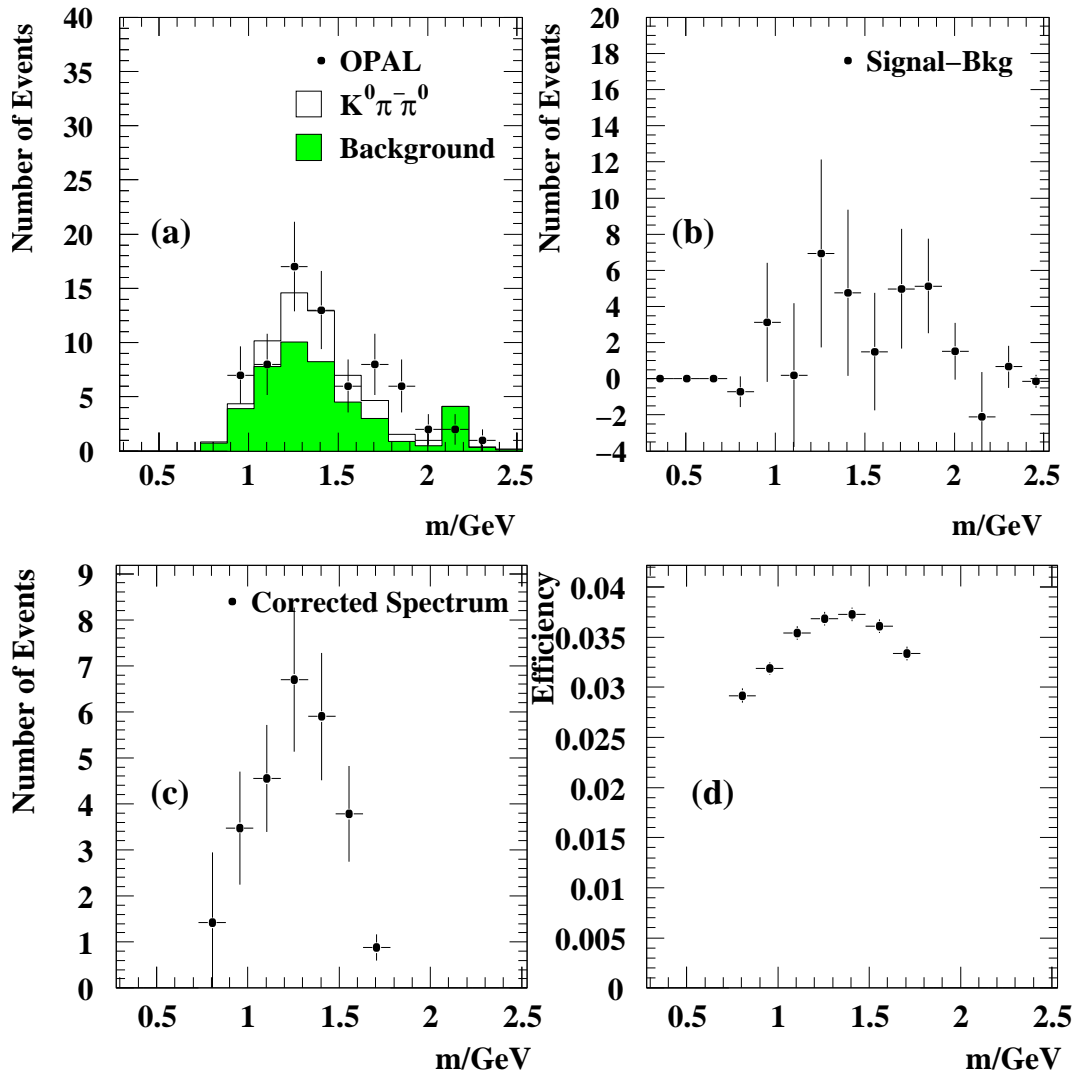 Number of Events
40
35
30
25
20
15
10
5
0
OPAL
K⁰π⁻π⁰
Background
(a)
0.5 1 1.5 2 2.5
m/GeV
Number of Events
20
18
16
14
12
10
8
6
4
2
0
−2
−4
Signal−Bkg
(b)
0.5 1 1.5 2 2.5
m/GeV
Number of Events
9
8
7
6
5
4
3
2
1
0
Corrected Spectrum
(c)
0.5 1 1.5 2 2.5
m/GeV
Efficiency
0.04
0.035
0.03
0.025
0.02
0.015
0.01
0.005
0
(d)
0.5 1 1.5 2 2.5
m/GeV